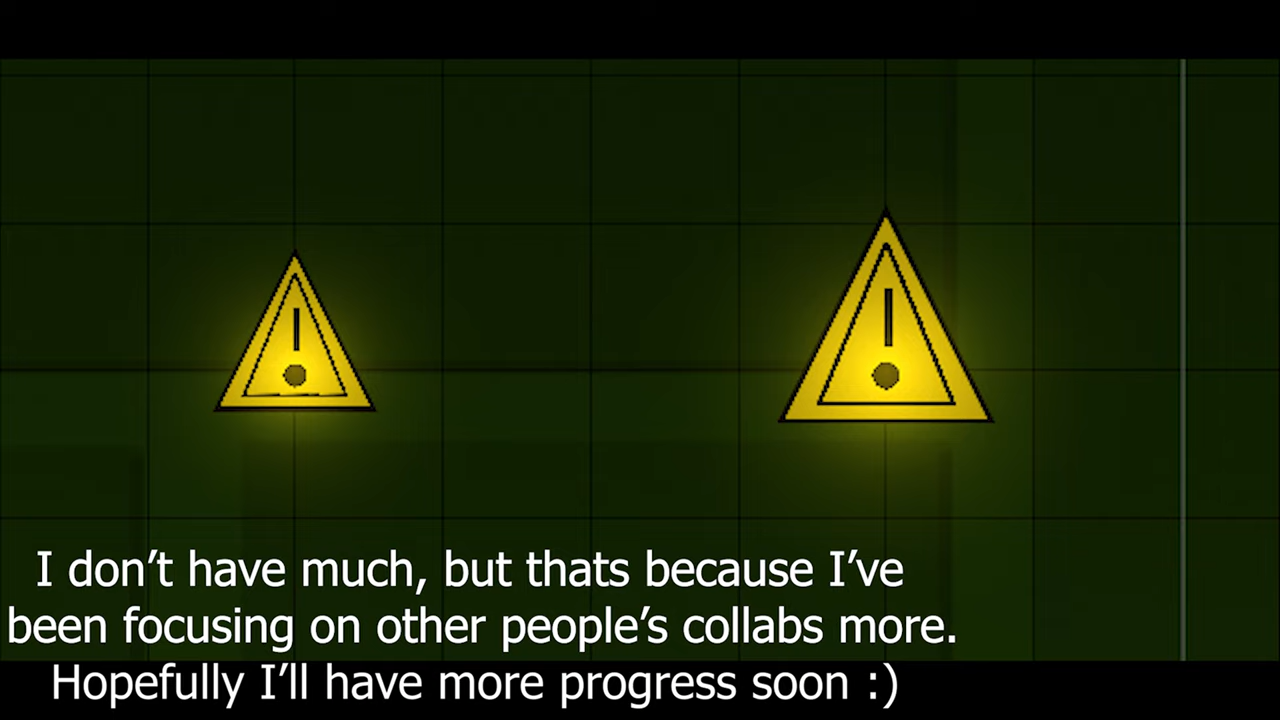 I don’t have much, but thats because I’ve
been focusing on other people’s collabs more.
Hopefully I’ll have more progress soon :)